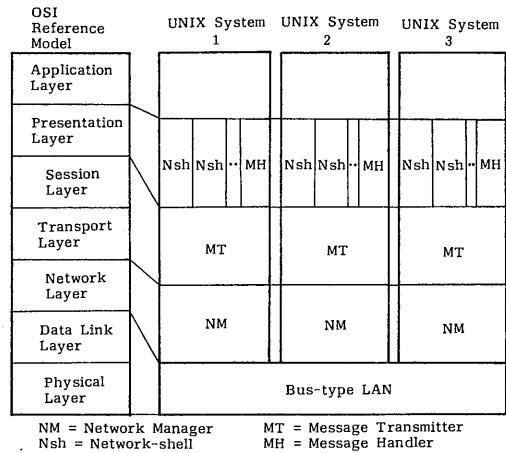 OSI
Reference
Model
UNIX System
1
UNIX System
2
UNIX System
3
Application
Layer
Presentation
Layer
Session
Layer
Transport
Layer
Network
Layer
Data Link
Layer
Physical
Layer
Nsh Nsh ·· MH
Nsh Nsh ·· MH
Nsh Nsh ·· MH
MT
MT
MT
NM
NM
NM
Bus-type LAN
NM = Network Manager
MT = Message Transmitter
Nsh = Network-shell
MH = Message Handler